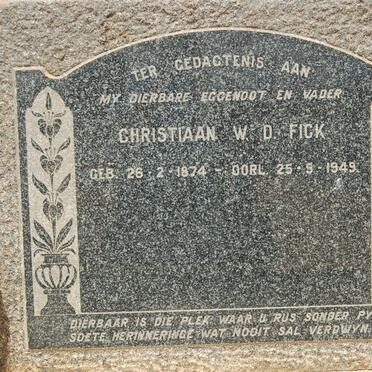 TER GEDAGTENIS AAN
MY DIERBARE EGGENOOT EN VADER
CHRISTIAAN W. D. FICK
GEB. 26-2-1874 - OORL. 25-9-1949.
DIERBAAR IS DIE PLEK WAAR U RUS SONDER PY
SOETE HERINNERINGE WAT NOOIT SAL VERDWYN.